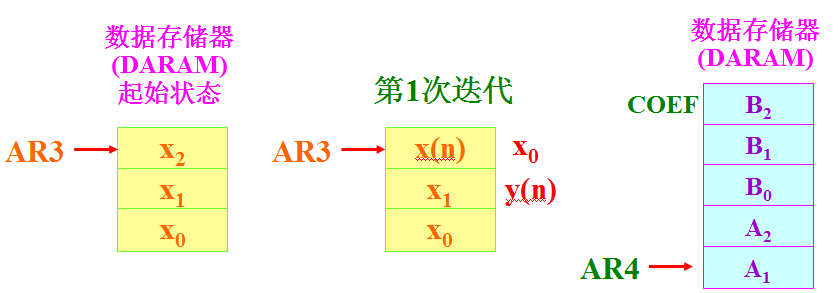 数据存储器
(DARAM)
起始状态
AR3
x2
x1
x0
第1次迭代
AR3
x(n)
x0
x1
y(n)
x0
数据存储器
(DARAM)
COEF
B2
B1
B0
A2
AR4
A1